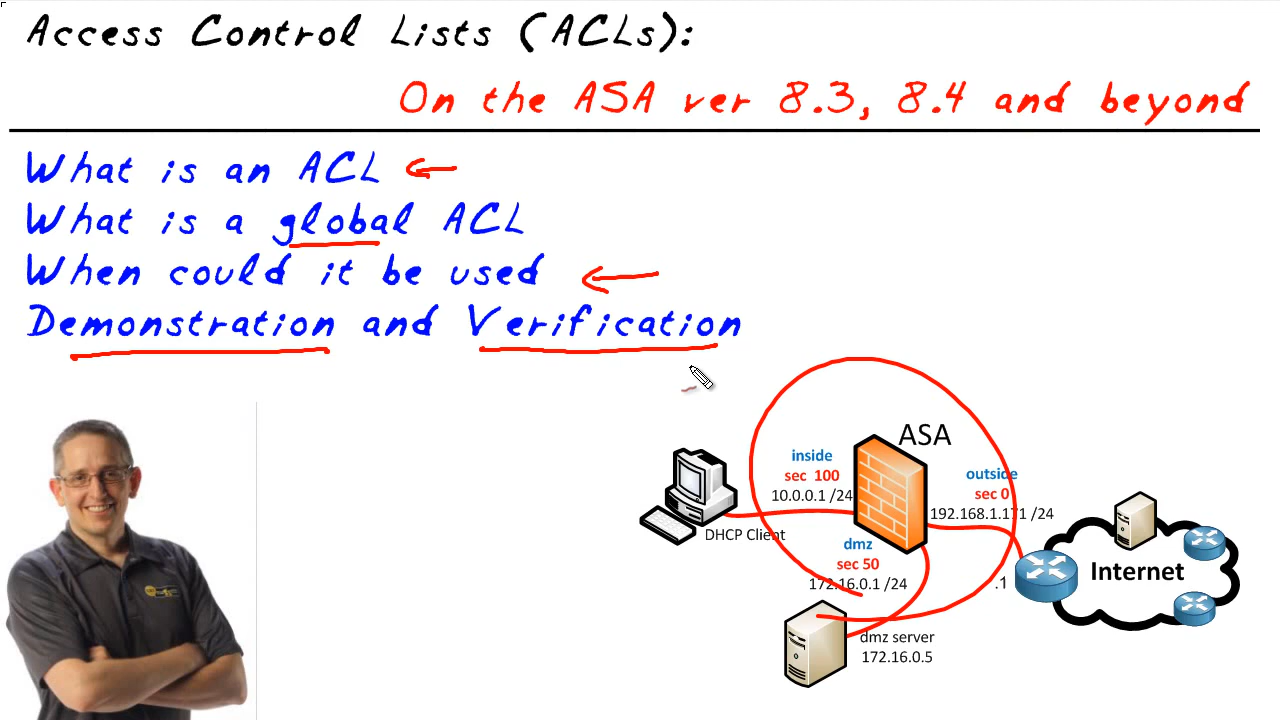 Access Control Lists (ACLs):
On the ASA ver 8.3, 8.4 and beyond
What is an ACL
What is a global ACL
When could it be used
Demonstration and Verification
ASA
inside
sec 100
10.0.0.1 /24
outside
sec 0
192.168.1.171 /24
DHCP Client
dmz
sec 50
172.16.0.1 /24
.1
Internet
dmz server
172.16.0.5